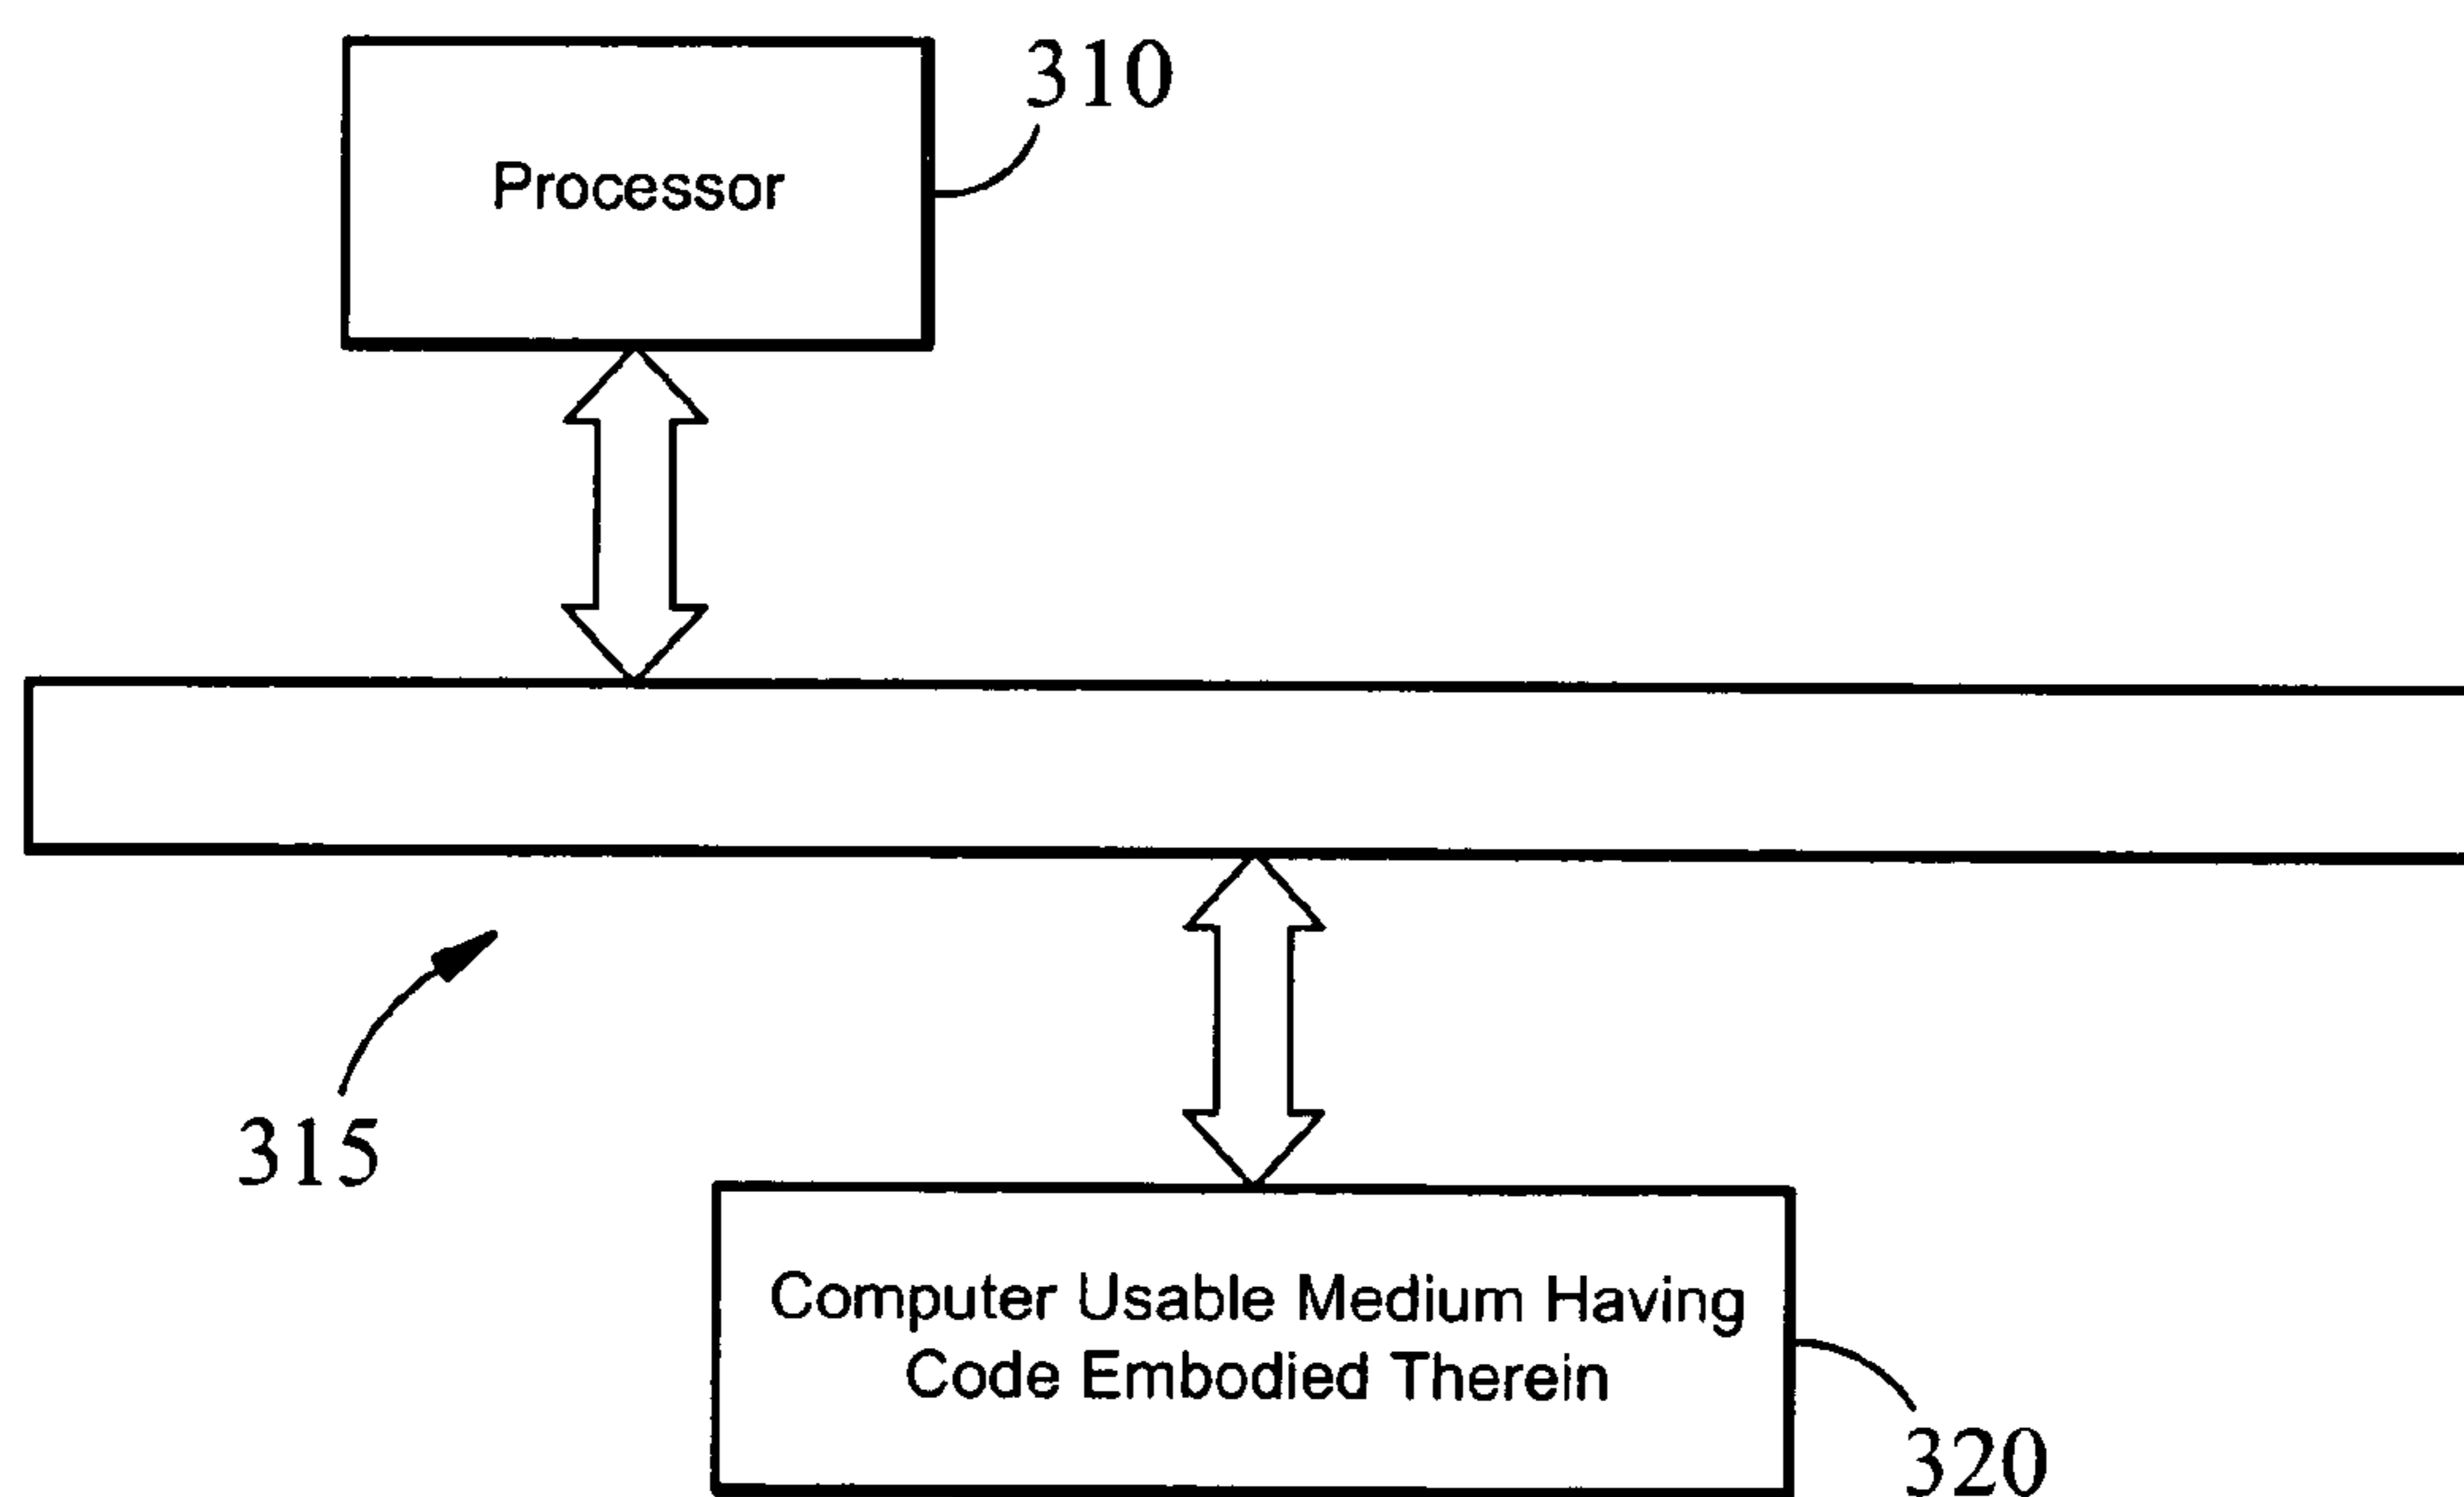 310
Processor
315
Computer Usable Medium Having
Code Embodied Therein
320